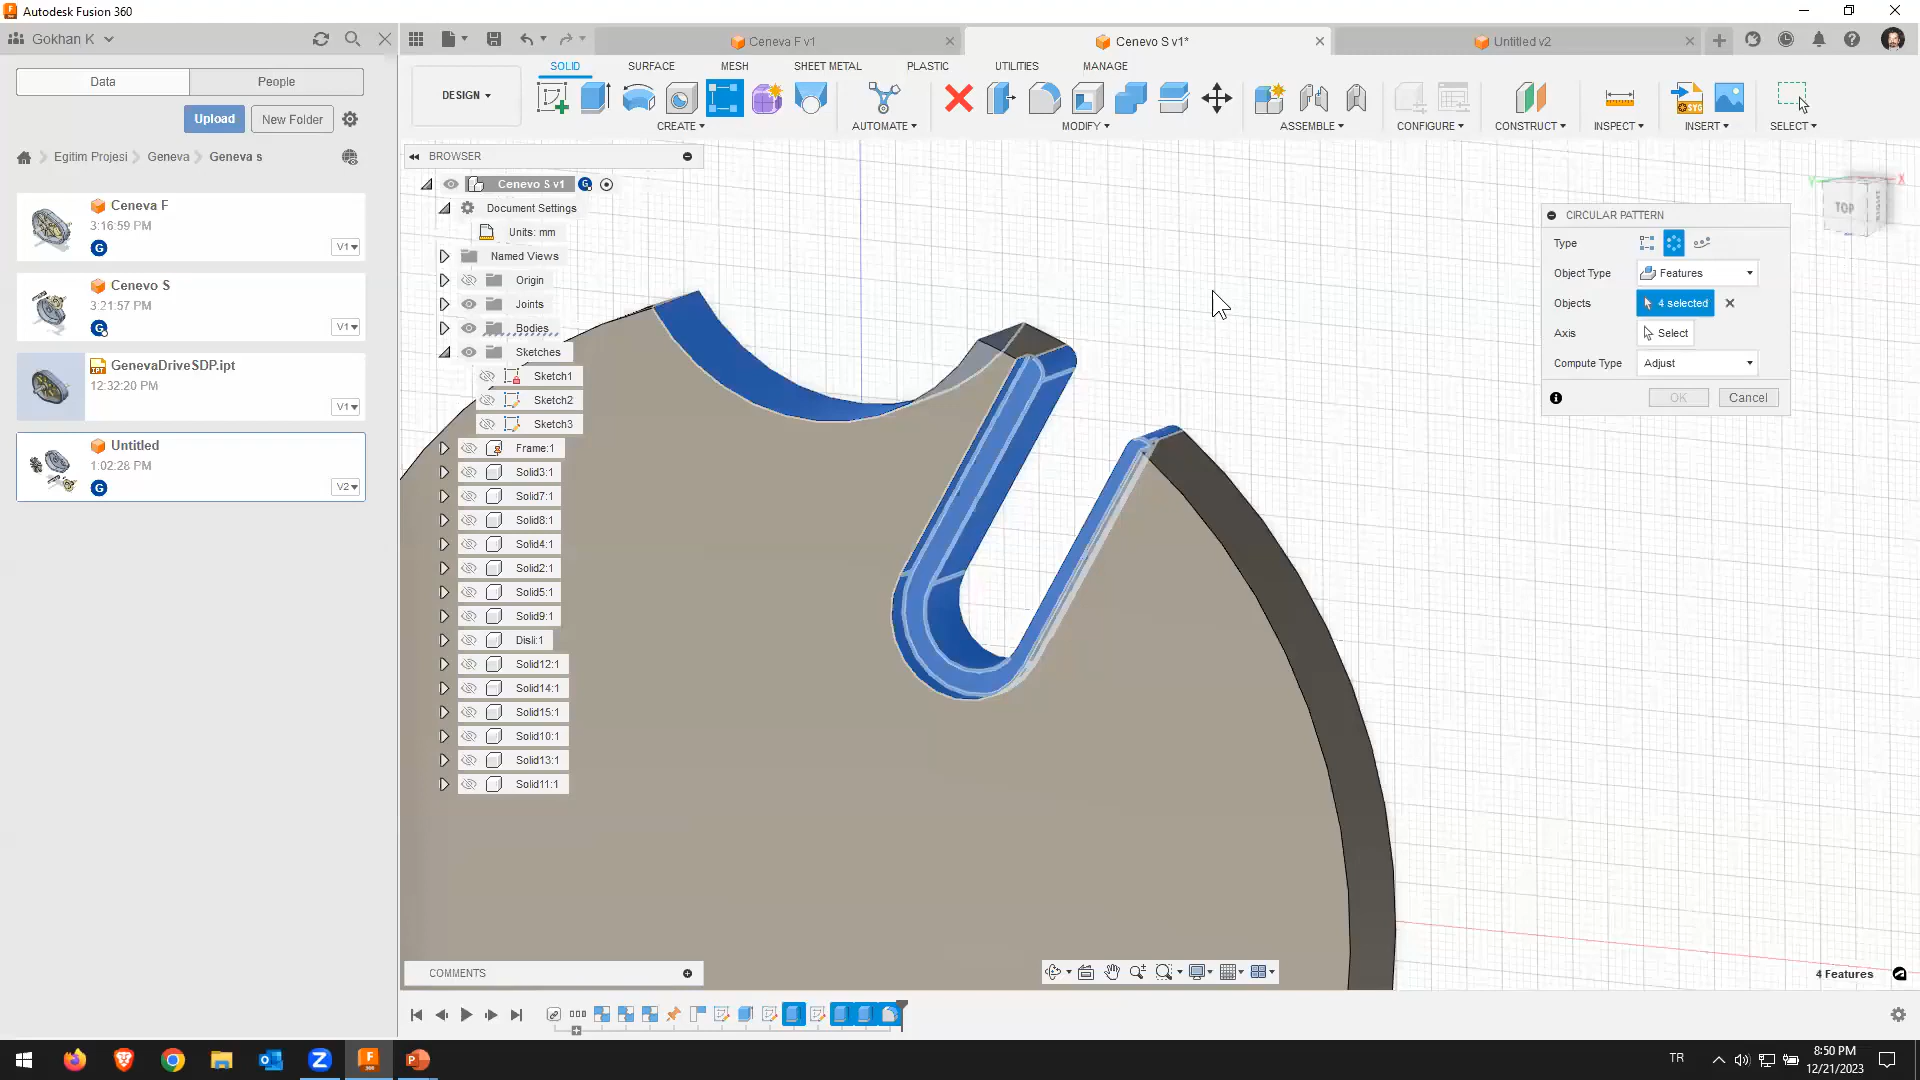 Autodesk Fusion 360
Gokhan K
Ceneva F v1
Cenevo S v1*
Untitled v2
Data
People
Upload
New Folder
Egitim Projesi
Geneva
Geneva s
Ceneva F
3:16:59 PM
G
V1
Cenevo S
3:21:57 PM
G
V1
GenevaDriveSDP.ipt
12:32:20 PM
V1
Untitled
1:02:28 PM
G
V2
SOLID
SURFACE
MESH
SHEET METAL
PLASTIC
UTILITIES
MANAGE
DESIGN
CREATE
AUTOMATE
MODIFY
ASSEMBLE
CONFIGURE
CONSTRUCT
INSPECT
INSERT
SELECT
BROWSER
Cenevo S v1
G
Document Settings
Units: mm
Named Views
Origin
Joints
Bodies
Sketches
Sketch1
Sketch2
Sketch3
Frame:1
Solid3:1
Solid7:1
Solid8:1
Solid4:1
Solid2:1
Solid5:1
Solid9:1
Disli:1
Solid12:1
Solid14:1
Solid15:1
Solid10:1
Solid13:1
Solid11:1
TOP
RIGHT
X
Y
CIRCULAR PATTERN
Type
Object Type
Features
Objects
4 selected
Axis
Select
Compute Type
Adjust
OK
Cancel
COMMENTS
4 Features
TR
8:50 PM
12/21/2023